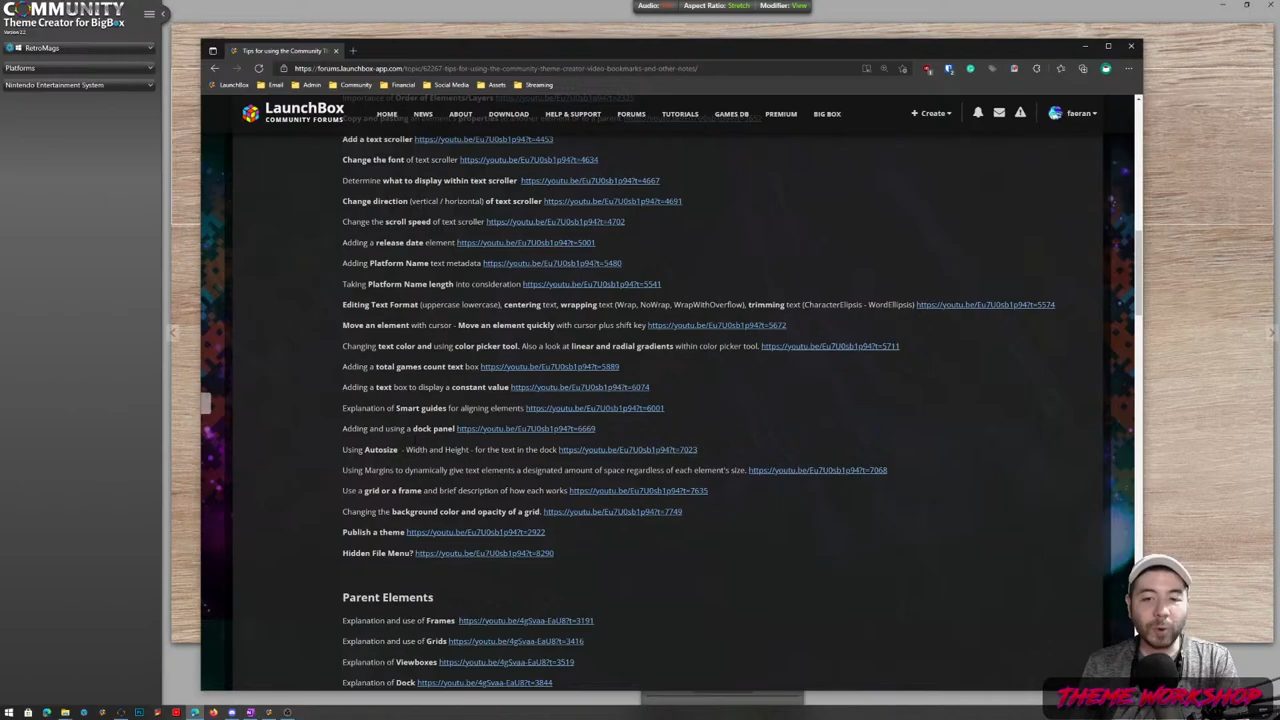 COMMUNITY
Theme Creator for BigBox
Version 2.2
RetroMags
Platforms
Nintendo Entertainment System
Audio:
Aspect Ratio: Stretch
Modifier: View
Tips for using the Community Th
https://forums.launchbox-app.com/topic/62267-tips-for-using-the-community-theme-creator-video-bookmarks-and-other-notes/
LaunchBox
Email
Admin
Community
Financial
Social Media
Assets
Streaming
LaunchBox
COMMUNITY FORUMS
HOME
NEWS
ABOUT
DOWNLOAD
HELP & SUPPORT
FORUMS
TUTORIALS
GAMES DB
PREMIUM
BIG BOX
+ Create
faeran
Importance of Order of Elements/Layers
Add a text scroller https://youtu.be/Eu7U0sb1p94?t=4453
Change the font of text scroller https://youtu.be/Eu7U0sb1p94?t=4634
Determine what to display within text scroller https://youtu.be/Eu7U0sb1p94?t=4667
Change direction (vertical / horizontal) of text scroller https://youtu.be/Eu7U0sb1p94?t=4691
Change the scroll speed of text scroller https://youtu.be/Eu7U0sb1p94?t=4702
Adding a release date element https://youtu.be/Eu7U0sb1p94?t=5001
Adding Platform Name text metadata https://youtu.be/Eu7U0sb1p94?t=5480
Taking Platform Name length into consideration https://youtu.be/Eu7U0sb1p94?t=5541
Editing Text Format (uppercase lowercase), centering text, wrapping text (Wrap, NoWrap, WrapWithOverflow), trimming text (CharacterElipsis - WordElipsis) https://youtu.be/Eu7U0sb1p94?t=5574
Move an element with cursor - Move an element quickly with cursor plus shift key https://youtu.be/Eu7U0sb1p94?t=5672
Changing text color and using color picker tool. Also a look at linear and radial gradients within color picker tool. https://youtu.be/Eu7U0sb1p94?t=5711
Adding a total games count text box https://youtu.be/Eu7U0sb1p94?t=5889
Adding a text box to display a constant value https://youtu.be/Eu7U0sb1p94?t=6074
Explanation of Smart guides for aligning elements https://youtu.be/Eu7U0sb1p94?t=6001
Adding and using a dock panel https://youtu.be/Eu7U0sb1p94?t=6669
Using Autosize - Width and Height - for the text in the dock https://youtu.be/Eu7U0sb1p94?t=7023
Using Margins to dynamically give text elements a designated amount of space regardless of each element's size. https://youtu.be/Eu7U0sb1p94?t=7068
Use a grid or a frame and brief description of how each works https://youtu.be/Eu7U0sb1p94?t=7635
Changing the background color and opacity of a grid. https://youtu.be/Eu7U0sb1p94?t=7749
Publish a theme https://youtu.be/Eu7U0sb1p94?t=2922
Hidden File Menu? https://youtu.be/Eu7U0sb1p94?t=8290
Parent Elements
Explanation and use of Frames https://youtu.be/4gSvaa-EaU8?t=3191
Explanation and use of Grids https://youtu.be/4gSvaa-EaU8?t=3416
Explanation of Viewboxes https://youtu.be/4gSvaa-EaU8?t=3519
Explanation of Dock https://youtu.be/4gSvaa-EaU8?t=3844
THEME WORKSHOP